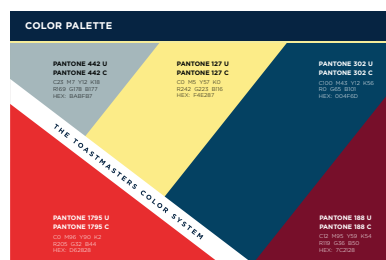 COLOR PALETTE
PANTONE 442 U
PANTONE 442 C
C23 M7 Y12 K18
R169 G178 B177
HEX: BABFB7
PANTONE 127 U
PANTONE 127 C
C0 M5 Y57 K0
R242 G223 B116
HEX: F4E287
PANTONE 302 U
PANTONE 302 C
C100 M43 Y12 K56
R0 G65 B101
HEX: 004F6D
THE TOASTMASTERS COLOR SYSTEM
PANTONE 1795 U
PANTONE 1795 C
C0 M96 Y90 K2
R205 G32 B44
HEX: D62828
PANTONE 188 U
PANTONE 188 C
C12 M95 Y59 K54
R119 G36 B50
HEX: 7C2128